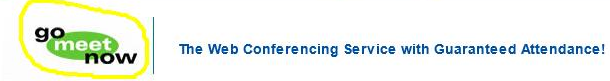 go
meet
now
The Web Conferencing Service with Guaranteed Attendance!